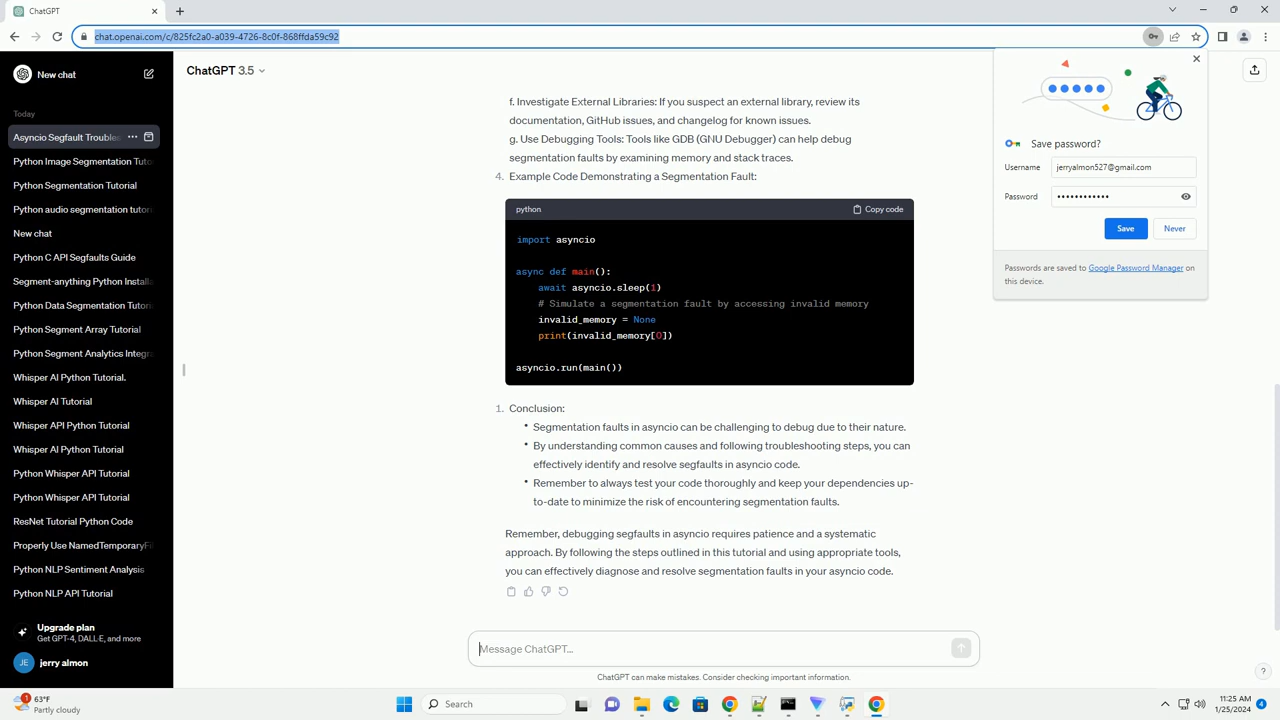 ChatGPT
chat.openai.com/c/825fc2a0-a039-4726-8c0f-868ffda59c92
New chat
Today
Asyncio Segfault Troubles
Python Image Segmentation Tuto
Python Segmentation Tutorial
Python audio segmentation tutori
New chat
Python C API Segfaults Guide
Segment-anything Python Installa
Python Data Segmentation Tutori
Python Segment Array Tutorial
Python Segment Analytics Integra
Whisper AI Python Tutorial.
Whisper AI Tutorial
Whisper API Python Tutorial
Whisper AI Python Tutorial
Python Whisper API Tutorial
Python Whisper API Tutorial
ResNet Tutorial Python Code
Properly Use NamedTemporaryFil
Python NLP Sentiment Analysis
Python NLP API Tutorial
Upgrade plan
Get GPT-4, DALL·E, and more
JE jerry almon
ChatGPT 3.5
f. Investigate External Libraries: If you suspect an external library, review its
documentation, GitHub issues, and changelog for known issues.
g. Use Debugging Tools: Tools like GDB (GNU Debugger) can help debug
segmentation faults by examining memory and stack traces.
4. Example Code Demonstrating a Segmentation Fault:
python Copy code
import asyncio
async def main():
await asyncio.sleep(1)
# Simulate a segmentation fault by accessing invalid memory
invalid_memory = None
print(invalid_memory[0])
asyncio.run(main())
1. Conclusion:
• Segmentation faults in asyncio can be challenging to debug due to their nature.
• By understanding common causes and following troubleshooting steps, you can
effectively identify and resolve segfaults in asyncio code.
• Remember to always test your code thoroughly and keep your dependencies up-
to-date to minimize the risk of encountering segmentation faults.
Remember, debugging segfaults in asyncio requires patience and a systematic
approach. By following the steps outlined in this tutorial and using appropriate tools,
you can effectively diagnose and resolve segmentation faults in your asyncio code.
Message ChatGPT...
ChatGPT can make mistakes. Consider checking important information.
?
Save password?
Username jerryalmon527@gmail.com
Password ••••••••••••
Save Never
Passwords are saved to Google Password Manager on
this device.
1 63°F
Partly cloudy
Search
11:25 AM
1/25/2024
4